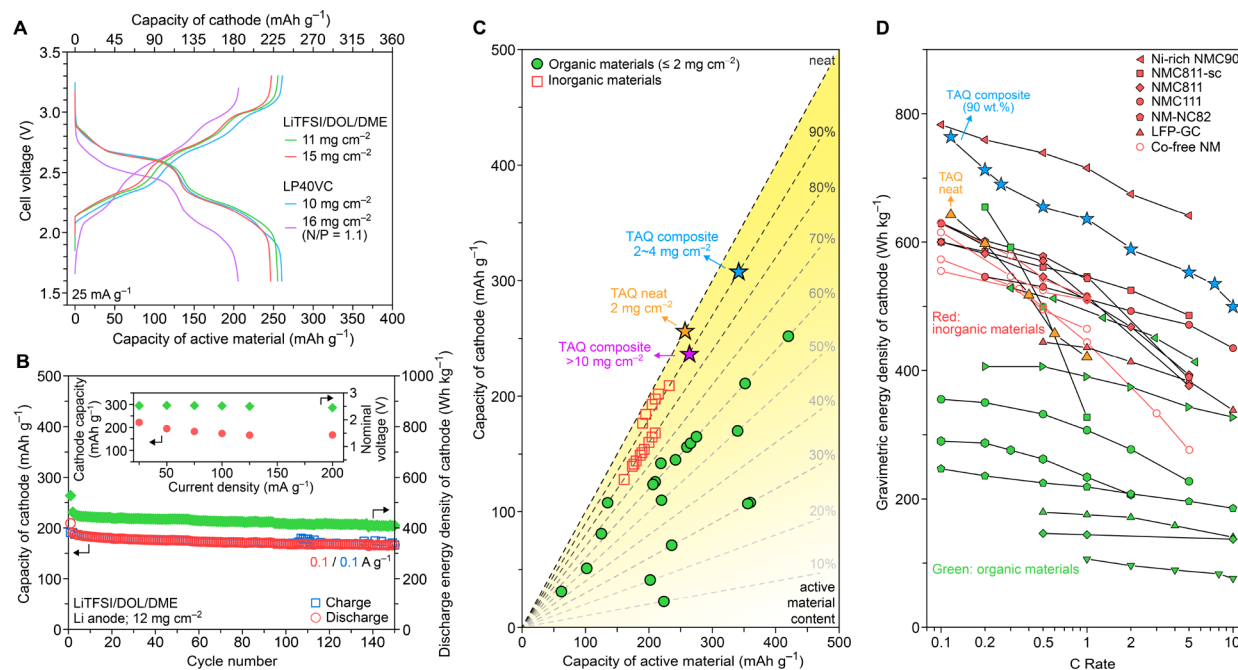 A
Capacity of cathode (mAh g⁻¹)
0 45 90 135 180 225 270 315 360
3.5
3.0
2.5
2.0
1.5
Cell voltage (V)
LiTFSI/DOL/DME
11 mg cm⁻²
15 mg cm⁻²
LP40VC
10 mg cm⁻²
16 mg cm⁻²
(N/P = 1.1)
25 mA g⁻¹
0 50 100 150 200 250 300 350 400
Capacity of active material (mAh g⁻¹)
B
500
450
400
350
300
250
200
150
100
50
0
Capacity of cathode (mAh g⁻¹)
1000
900
800
700
600
500
400
300
200
100
0
Discharge energy density of cathode (Wh kg⁻¹)
Cathode capacity
(mAh g⁻¹)
300
200
150
100
3
2
1
Nominal
voltage (V)
50 100 150 200
Current density (mA g⁻¹)
0.1 / 0.1 A g⁻¹
LiTFSI/DOL/DME
Li anode; 12 mg cm⁻²
Charge
Discharge
0 20 40 60 80 100 120 140
Cycle number
C
500
400
300
200
100
0
Capacity of cathode (mAh g⁻¹)
Organic materials (≤ 2 mg cm⁻²)
Inorganic materials
neat
90%
80%
70%
60%
50%
40%
30%
20%
10%
TAQ composite
2~4 mg cm⁻²
TAQ neat
2 mg cm⁻²
TAQ composite
>10 mg cm⁻²
active
material
content
0 100 200 300 400 500
Capacity of active material (mAh g⁻¹)
D
800
600
400
200
0
Gravimetric energy density of cathode (Wh kg⁻¹)
Ni-rich NMC90
NMC811-sc
NMC811
NMC111
NM-NC82
LFP-GC
Co-free NM
TAQ composite
(90 wt.%)
TAQ
neat
Red:
inorganic materials
Green: organic materials
0.1 0.2 0.5 1 2 5 10
C Rate